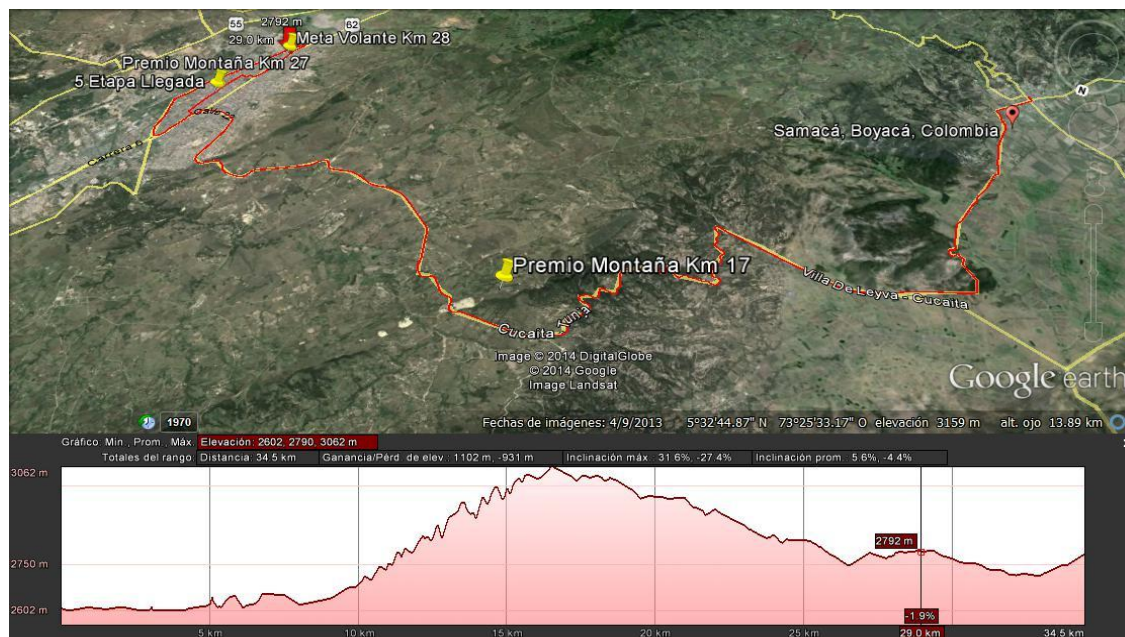 55
2792 m
62
29.0 km
Meta Volante Km 28
Premio Montaña Km 27
5 Etapa Llegada
N
Samacá, Boyacá, Colombia
Premio Montaña Km 17
Villa De Leyva - Cucaita
Cucaita
Tunja
Image © 2014 DigitalGlobe
© 2014 Google
Image Landsat
Google earth
1970
Fechas de imágenes: 4/9/2013 5°32'44.87" N 73°25'33.17" O elevación 3159 m alt. ojo 13.89 km
Gráfico: Mín., Prom., Máx. Elevación: 2602, 2790, 3062 m
Totales del rango: Distancia: 34.5 km Ganancia/Pérd. de elev.: 1102 m, -931 m Inclinación máx.: 31.6%, -27.4% Inclinación prom.: 5.6%, -4.4%
3062 m
2792 m
2750 m
2602 m
-1.9%
5 km 10 km 15 km 20 km 25 km 29.0 km 34.5 km